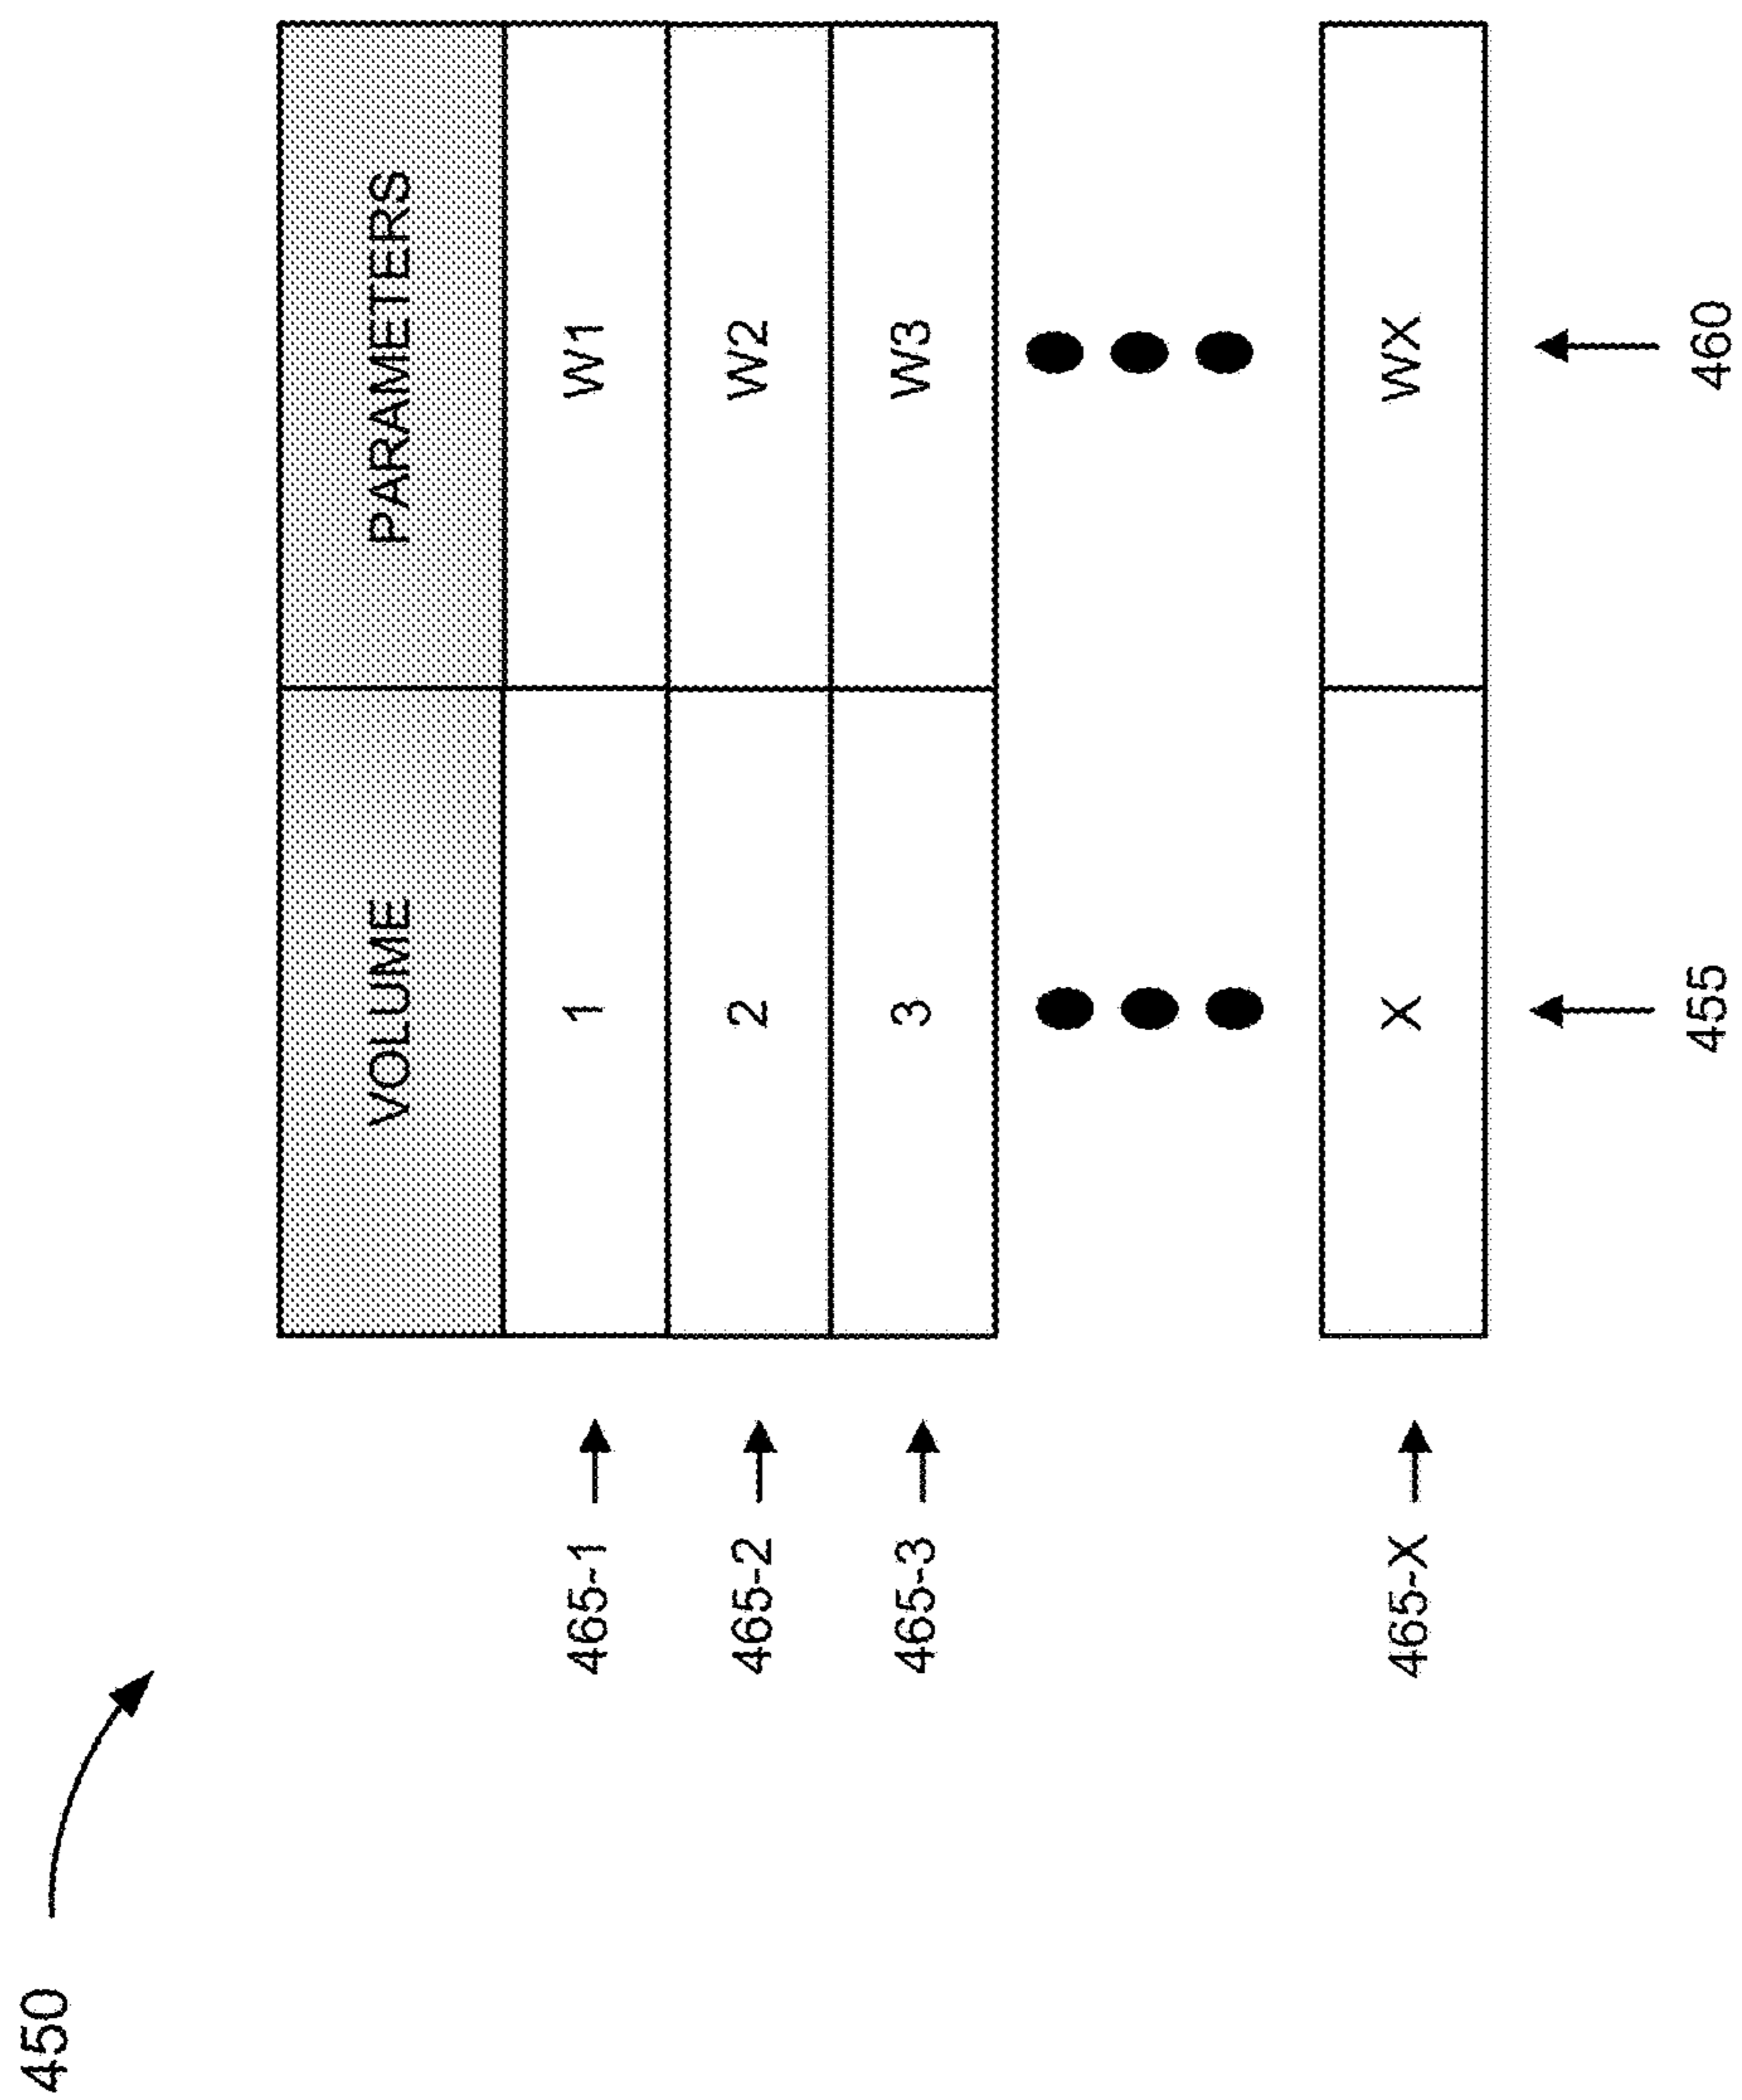 450
VOLUME PARAMETERS
465-1 1 W1
465-2 2 W2
465-3 3 W3
465-X X WX
455 460